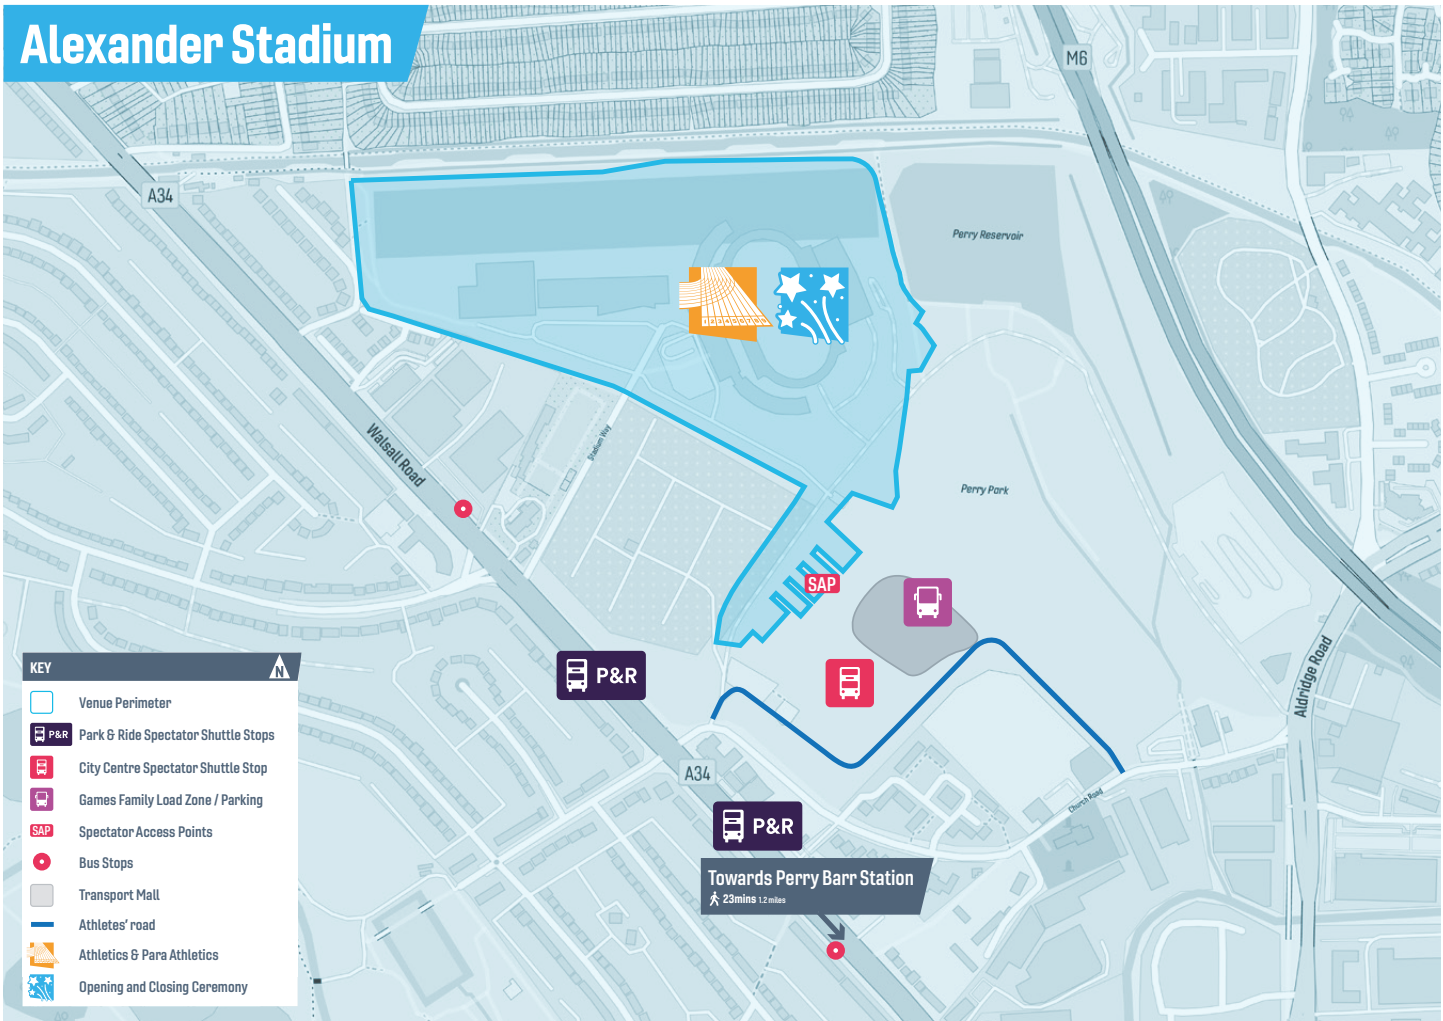 Alexander Stadium
M6
A34
Perry Reservoir
Walsall Road
Stadium Way
Perry Park
SAP
P&R
Aldridge Road
A34
Church Road
P&R
Towards Perry Barr Station
23mins 1.2 miles
KEY
N
Venue Perimeter
P&R Park & Ride Spectator Shuttle Stops
City Centre Spectator Shuttle Stop
Games Family Load Zone / Parking
SAP Spectator Access Points
Bus Stops
Transport Mall
Athletes' road
Athletics & Para Athletics
Opening and Closing Ceremony